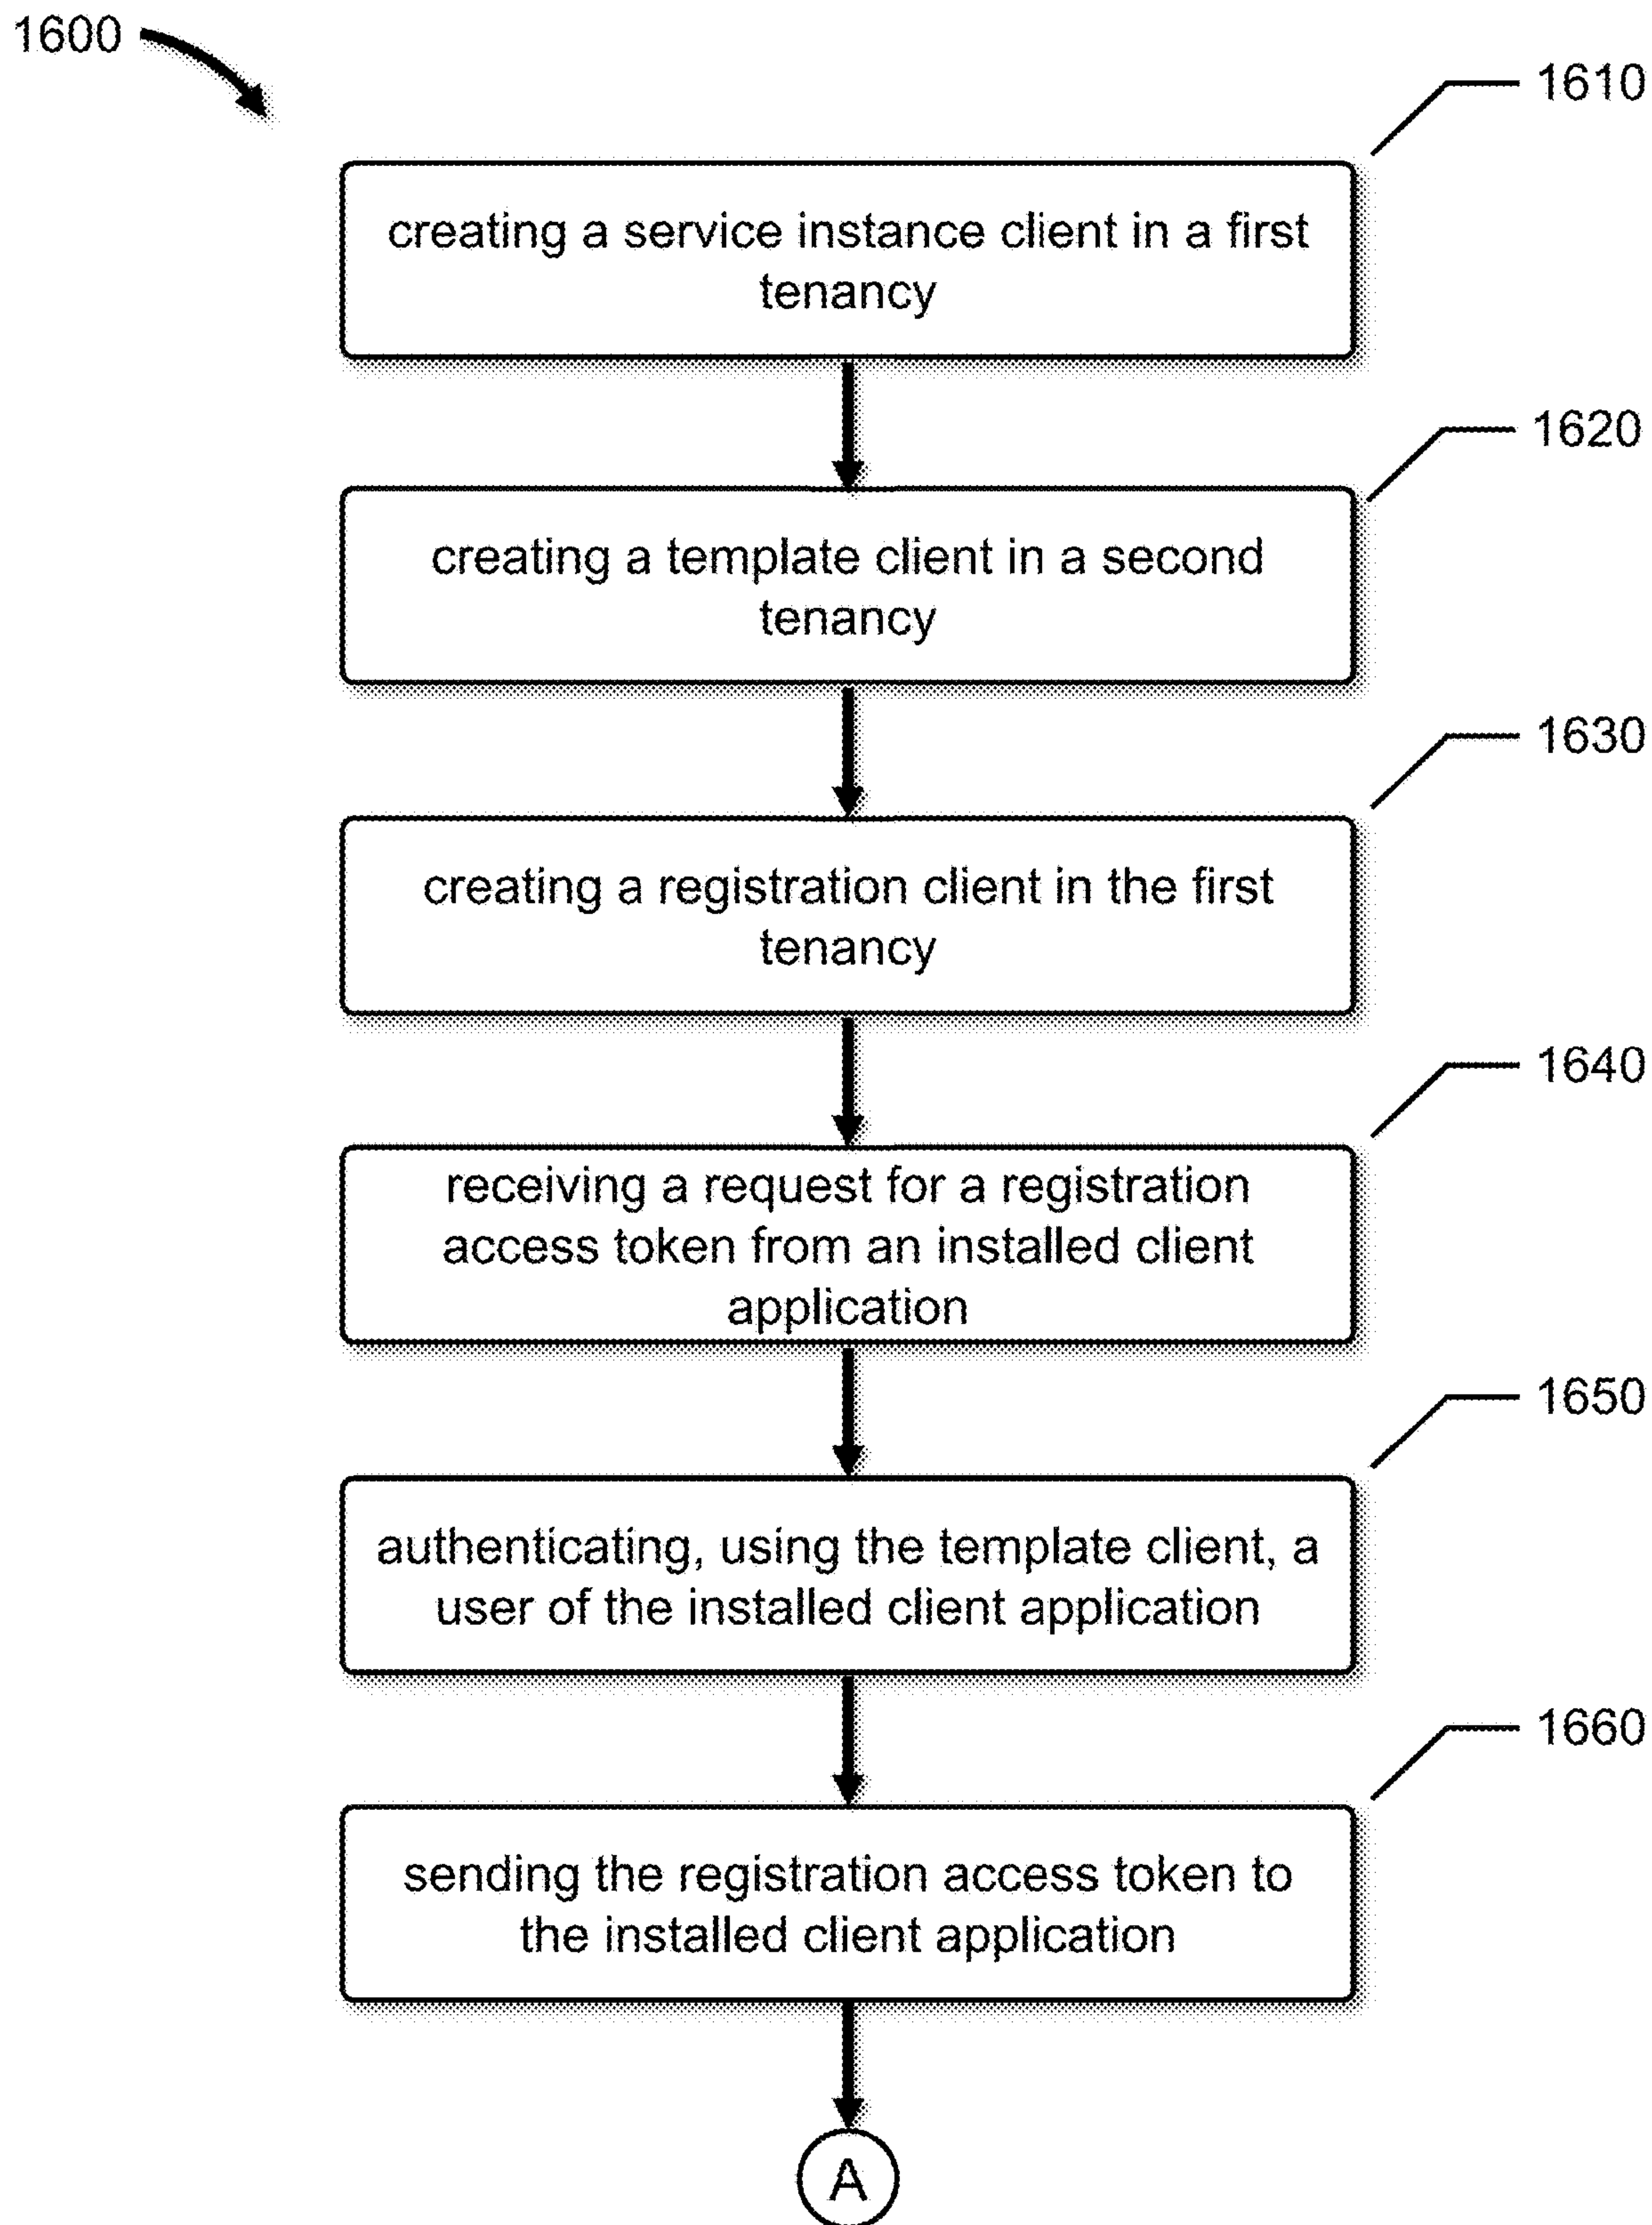 1600
1610
creating a service instance client in a first
tenancy
1620
creating a template client in a second
tenancy
1630
creating a registration client in the first
tenancy
1640
receiving a request for a registration
access token from an installed client
application
1650
authenticating, using the template client, a
user of the installed client application
1660
sending the registration access token to
the installed client application
A